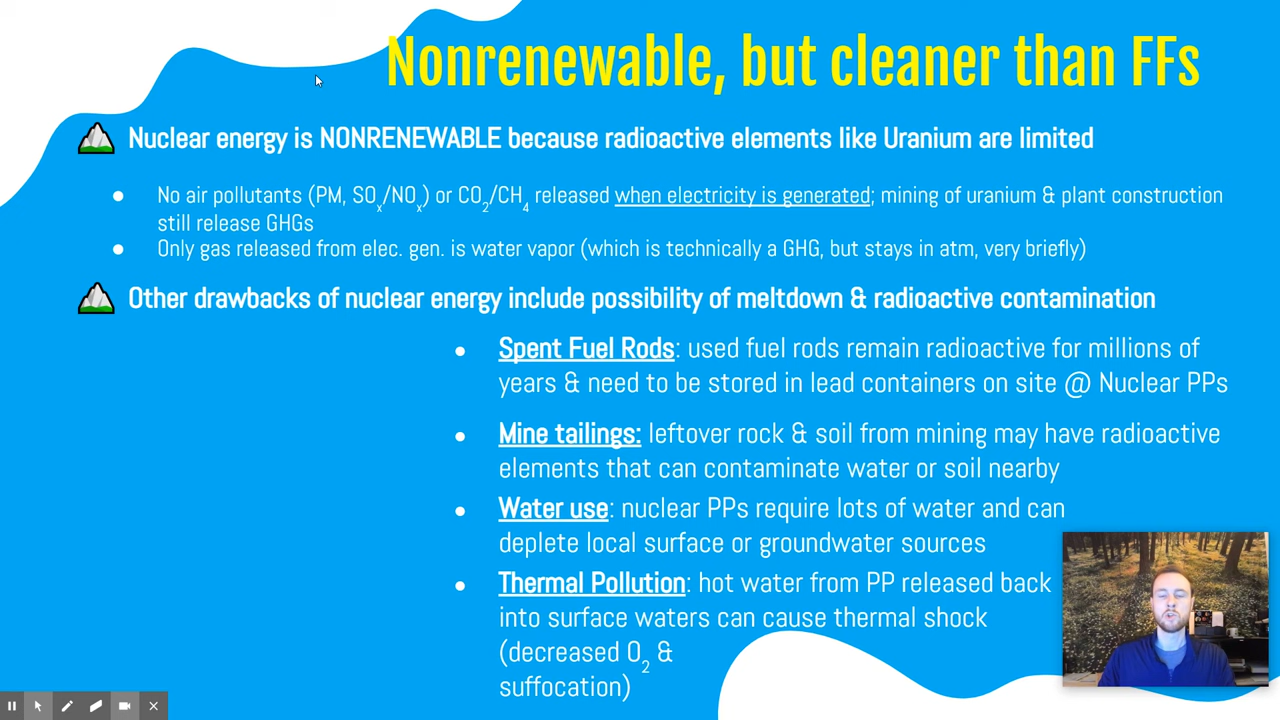 Nonrenewable, but cleaner than FFs
Nuclear energy is NONRENEWABLE because radioactive elements like Uranium are limited
● No air pollutants (PM, SOx/NOx) or CO2/CH4 released when electricity is generated; mining of uranium & plant construction
still release GHGs
● Only gas released from elec. gen. is water vapor (which is technically a GHG, but stays in atm, very briefly)
Other drawbacks of nuclear energy include possibility of meltdown & radioactive contamination
● Spent Fuel Rods: used fuel rods remain radioactive for millions of
years & need to be stored in lead containers on site @ Nuclear PPs
● Mine tailings: leftover rock & soil from mining may have radioactive
elements that can contaminate water or soil nearby
● Water use: nuclear PPs require lots of water and can
deplete local surface or groundwater sources
● Thermal Pollution: hot water from PP released back
into surface waters can cause thermal shock
(decreased O2 &
suffocation)